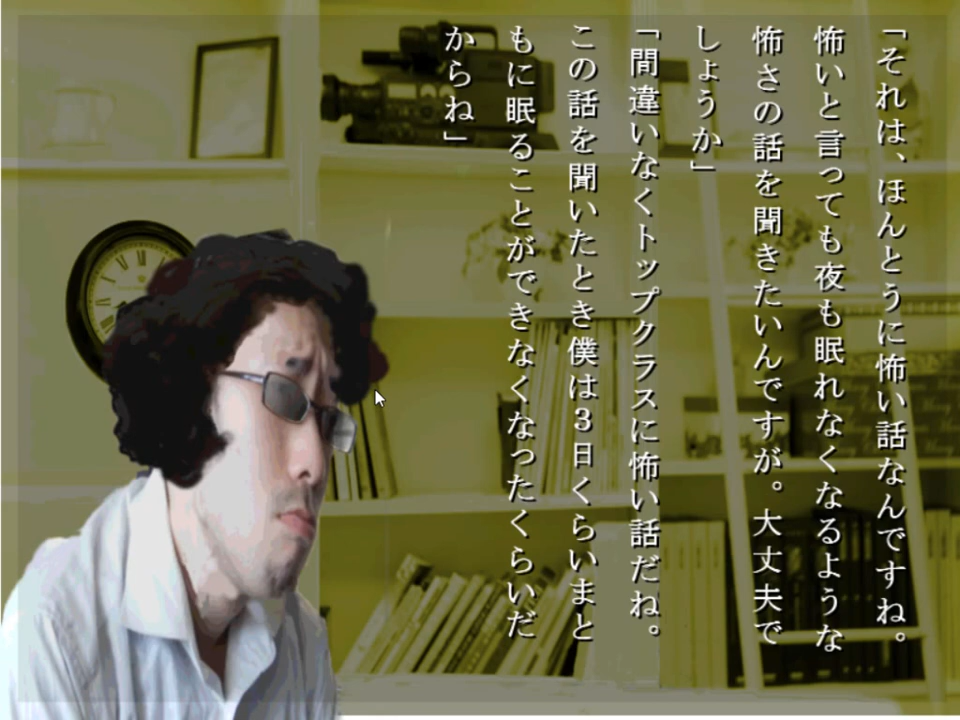 「それは、ほんとうに怖い話なんですね。
怖いと言っても夜も眠れなくなるような
怖さの話を聞きたいんですが。大丈夫で
しょうか」
「間違いなくトップクラスに怖い話だね。
この話を聞いたとき僕は３日くらいまと
もに眠ることができなくなったくらいだ
からね」